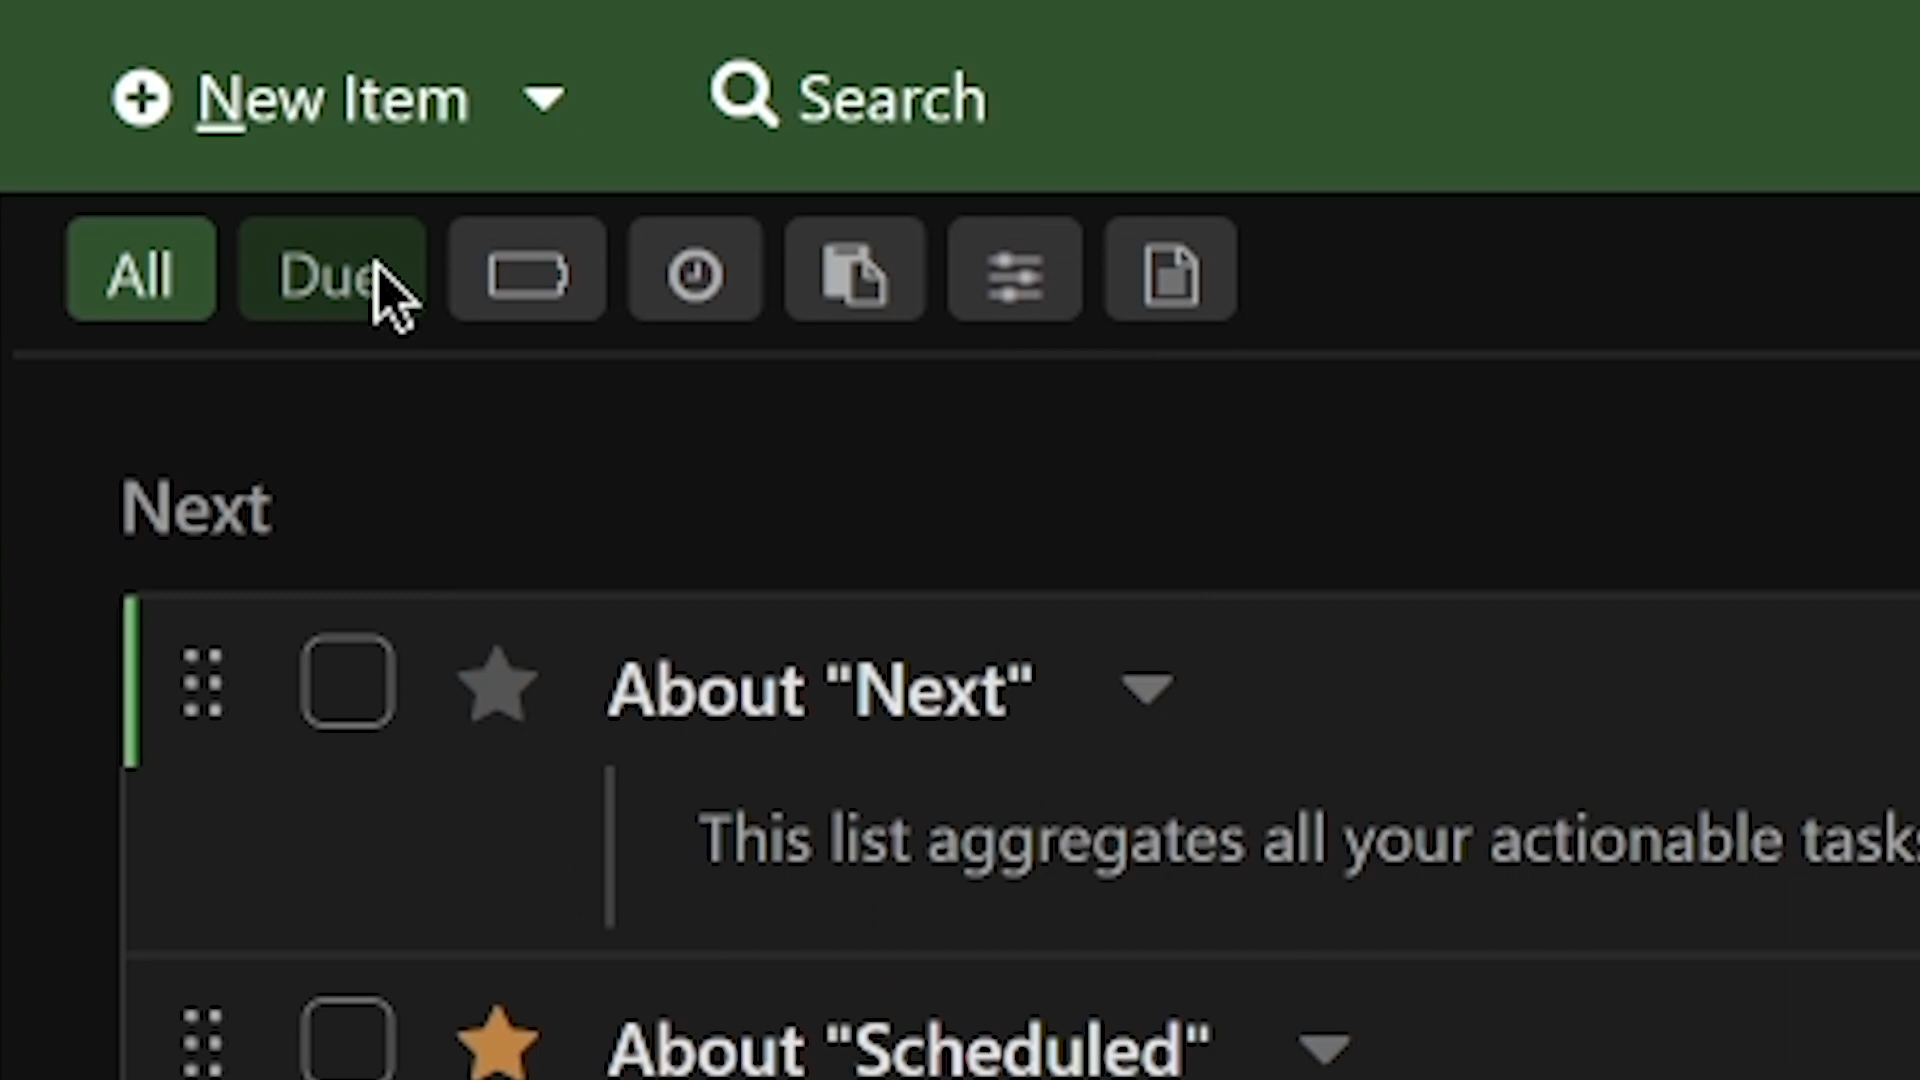 New Item
Search
All
Due
Next
About "Next"
This list aggregates all your actionable tasks
About "Scheduled"